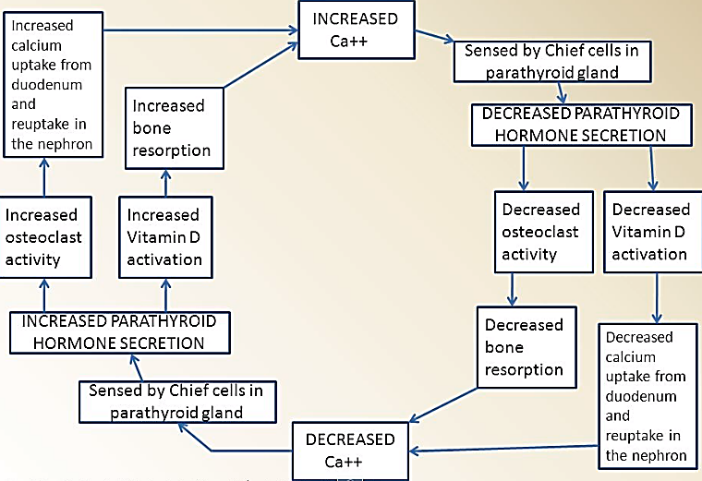 INCREASED
Ca++
Sensed by Chief cells in
parathyroid gland
DECREASED PARATHYROID
HORMONE SECRETION
Decreased
osteoclast
activity
Decreased
Vitamin D
activation
Decreased
bone
resorption
Decreased
calcium
uptake from
duodenum
and
reuptake in
the nephron
DECREASED
Ca++
Sensed by Chief cells in
parathyroid gland
INCREASED PARATHYROID
HORMONE SECRETION
Increased
osteoclast
activity
Increased
Vitamin D
activation
Increased
calcium
uptake from
duodenum
and
reuptake in
the nephron
Increased
bone
resorption